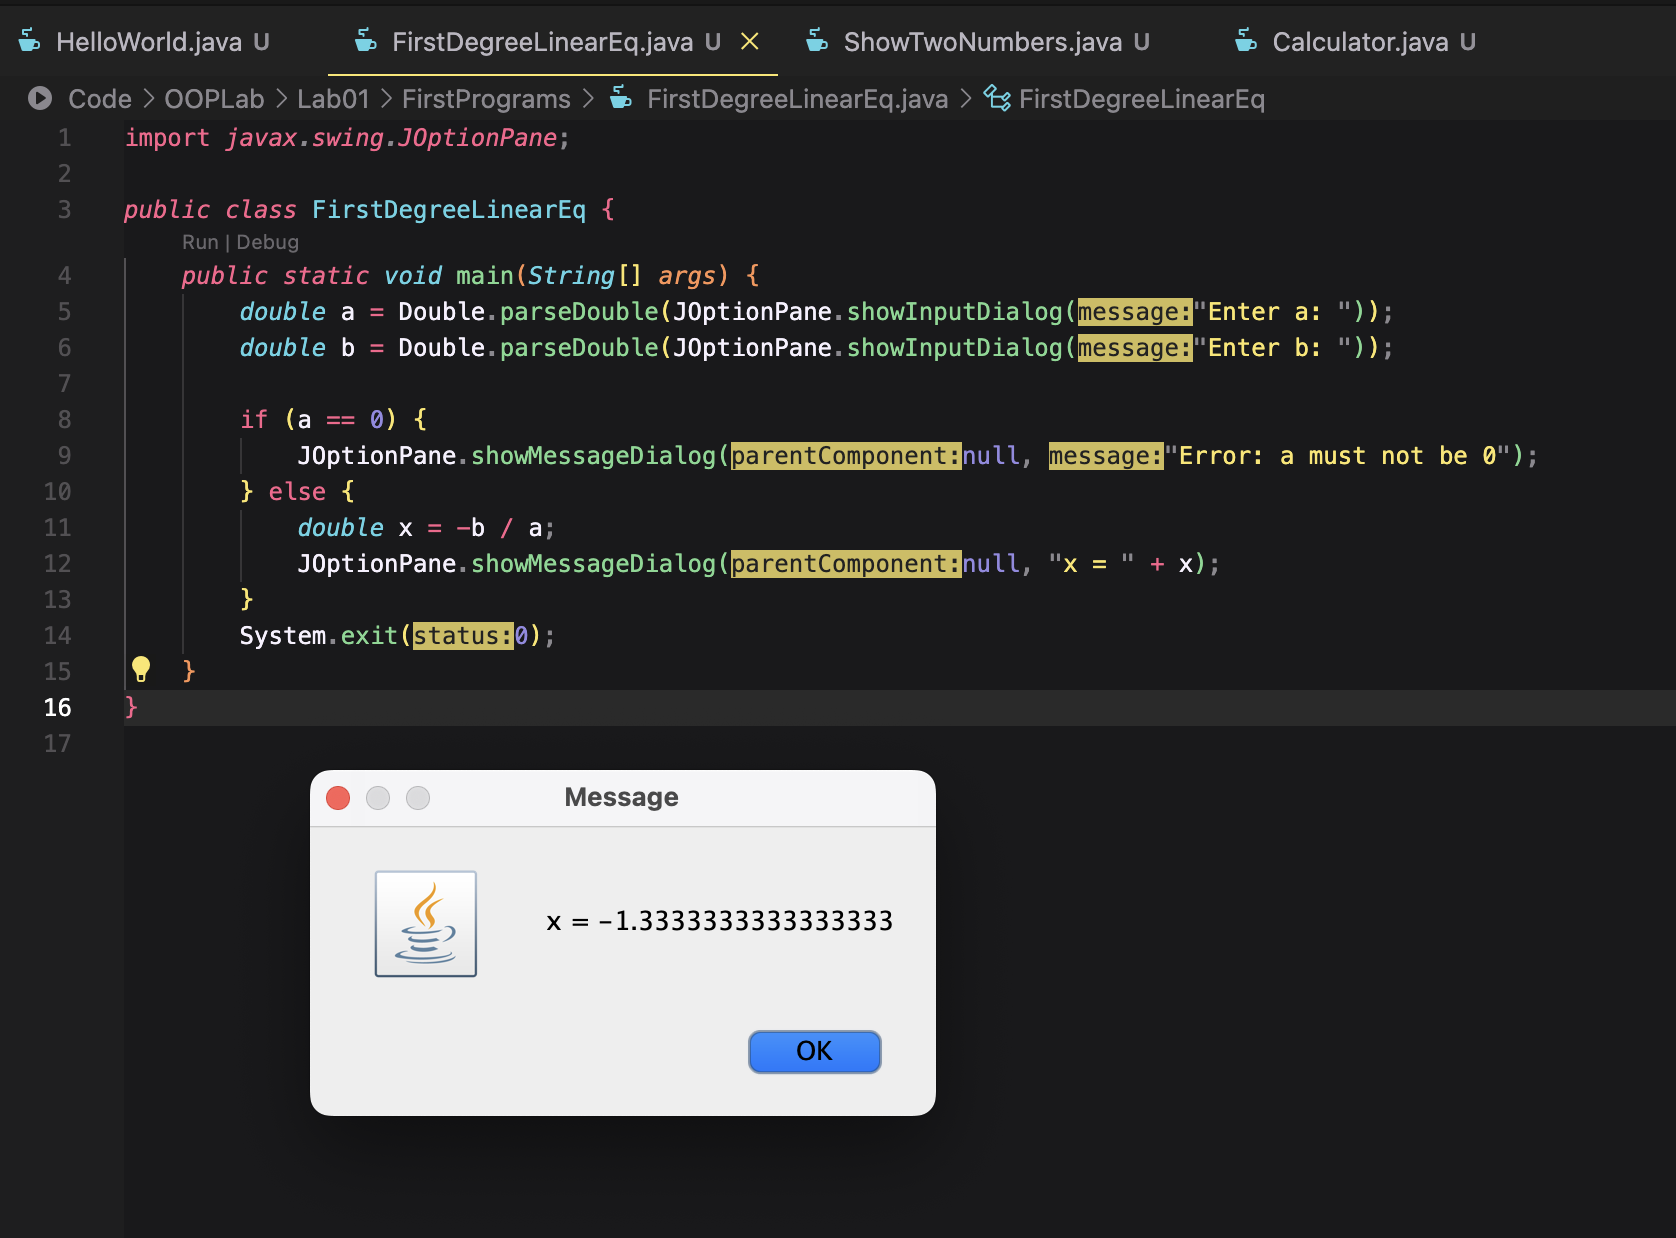 HelloWorld.java U FirstDegreeLinearEq.java U ShowTwoNumbers.java U Calculator.java U
Code > OOPLab > Lab01 > FirstPrograms > FirstDegreeLinearEq.java > FirstDegreeLinearEq
1 import javax.swing.JOptionPane;
2
3 public class FirstDegreeLinearEq {
Run | Debug
4 public static void main(String[] args) {
5 double a = Double.parseDouble(JOptionPane.showInputDialog(message:"Enter a: "));
6 double b = Double.parseDouble(JOptionPane.showInputDialog(message:"Enter b: "));
7
8 if (a == 0) {
9 JOptionPane.showMessageDialog(parentComponent:null, message:"Error: a must not be 0");
10 } else {
11 double x = -b / a;
12 JOptionPane.showMessageDialog(parentComponent:null, "x = " + x);
13 }
14 System.exit(status:0);
15 }
16 }
17
Message
x = -1.3333333333333333
OK